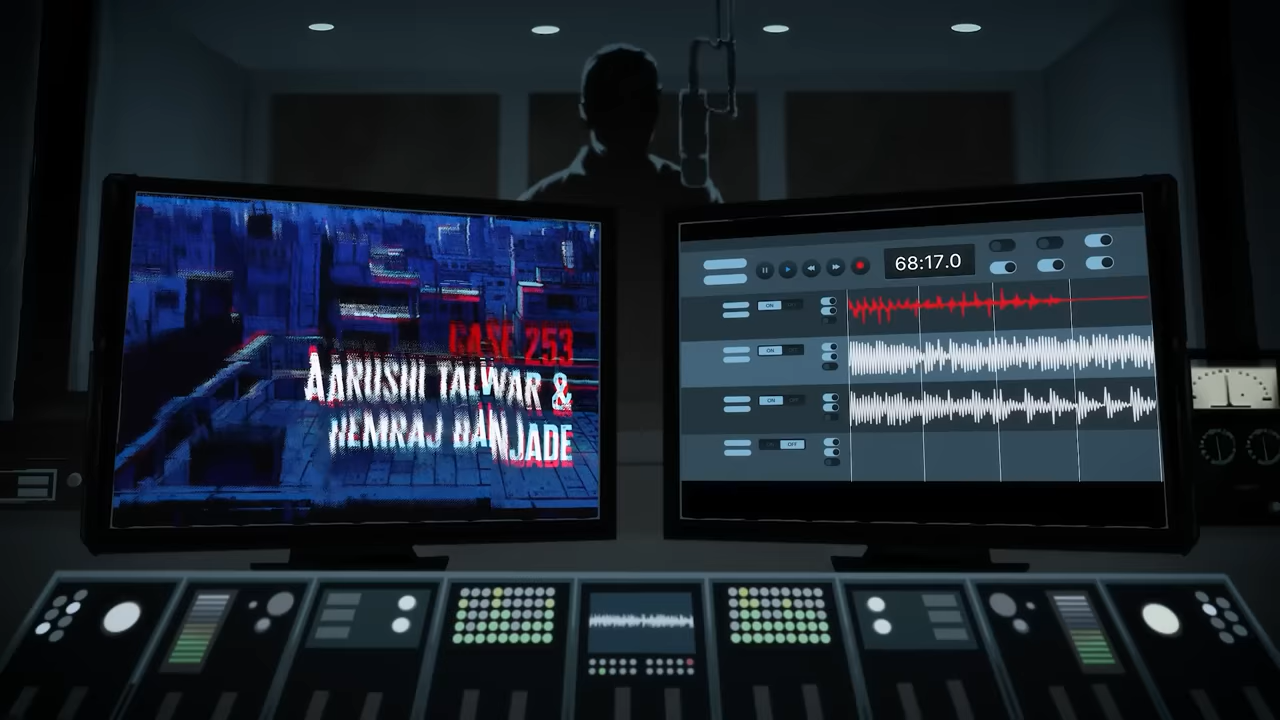 CASE 253
AARUSHI TALWAR &
HEMRAJ BANJADE
68:17.0
ON
ON
ON
OFF